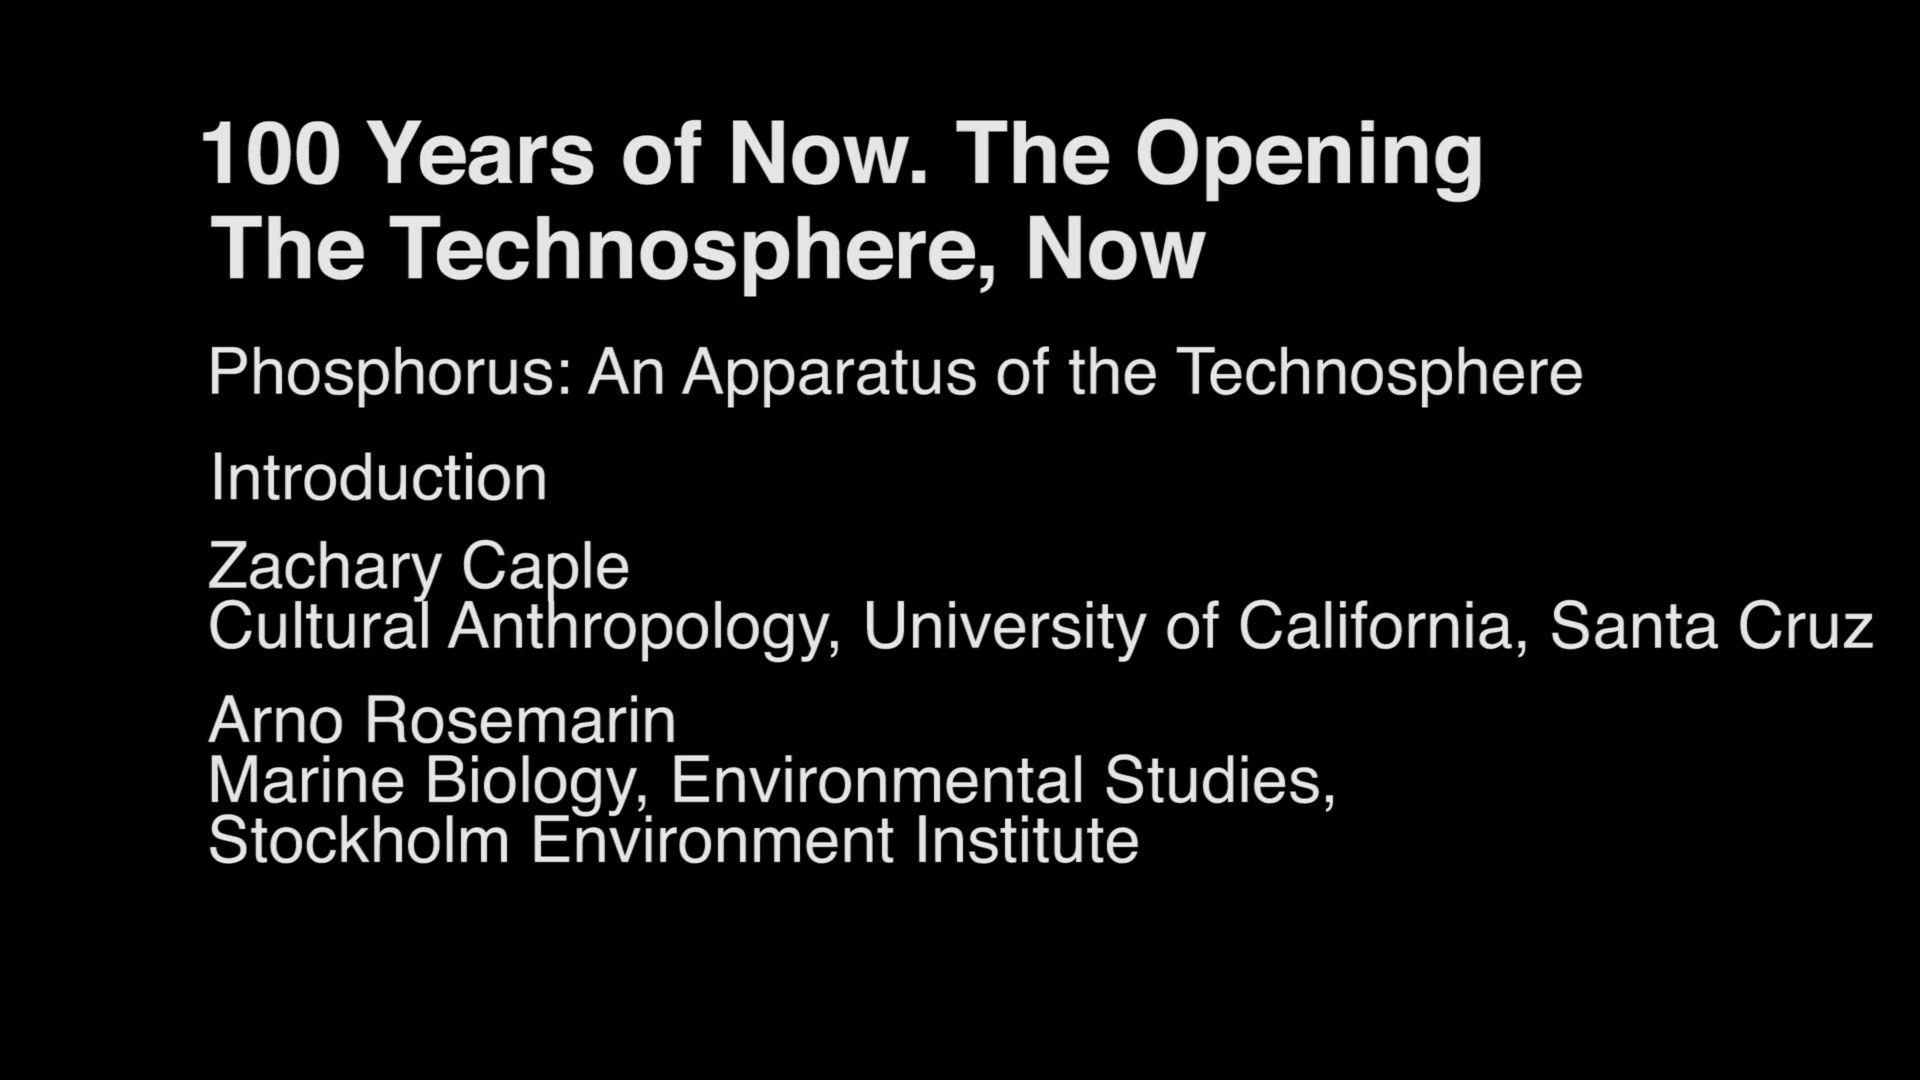 100 Years of Now. The Opening
The Technosphere, Now
Phosphorus: An Apparatus of the Technosphere
Introduction
Zachary Caple
Cultural Anthropology, University of California, Santa Cruz
Arno Rosemarin
Marine Biology, Environmental Studies,
Stockholm Environment Institute